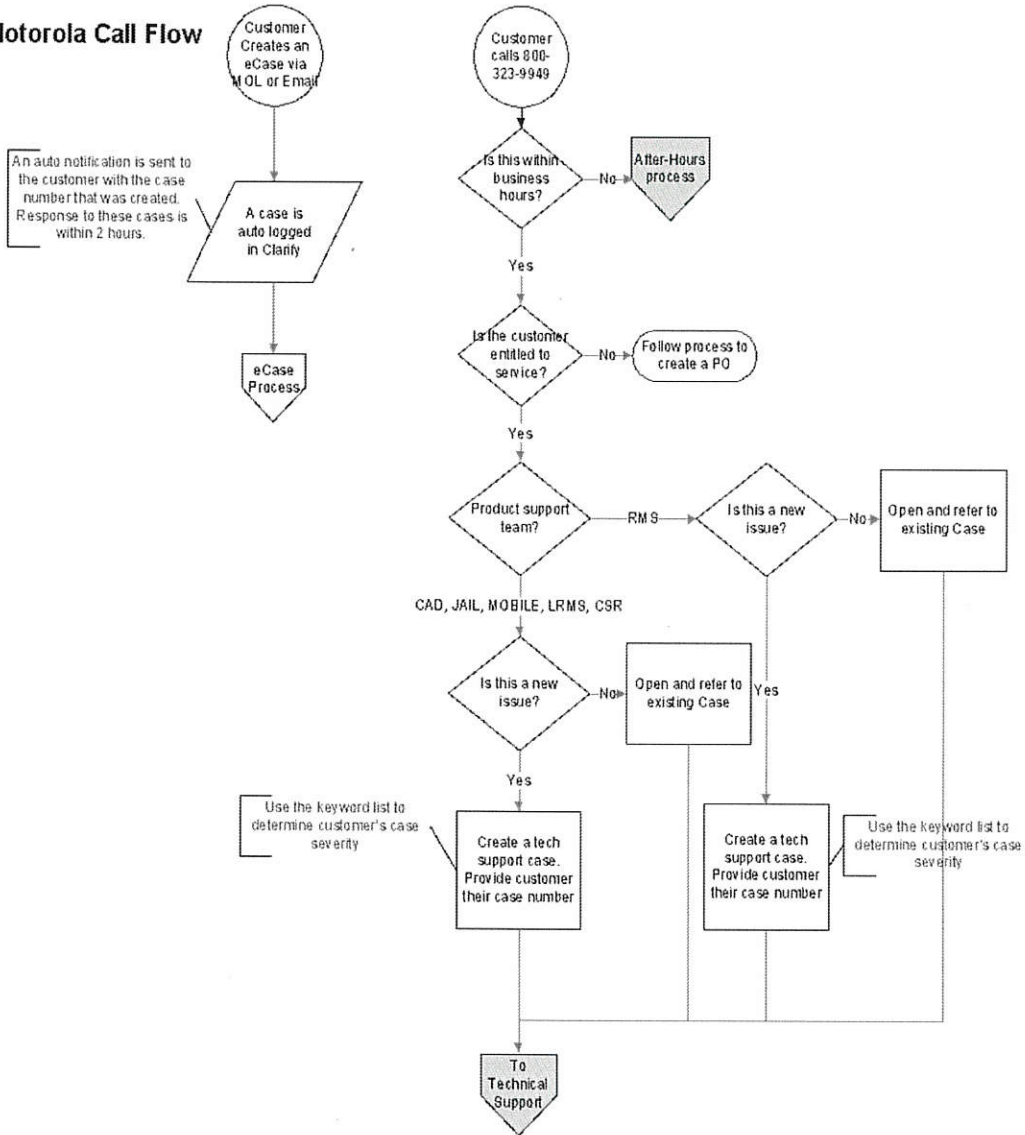 Motorola Call Flow
Customer
Creates an
eCase via
MOL or Email
An auto notification is sent to
the customer with the case
number that was created.
Response to these cases is
within 2 hours.
A case is
auto logged
in Clarify
eCase
Process
Customer
calls 800-
323-9949
Is this within
business
hours?
No
After-Hours
process
Yes
Is the customer
entitled to
service?
No
Follow process to
create a PO
Yes
Product support
team?
RMS
Is this a new
issue?
No
Open and refer to
existing Case
CAD, JAIL, MOBILE, LRMS, CSR
Is this a new
issue?
No
Open and refer to
existing Case
Yes
Yes
Use the keyword list to
determine customer's case
severity
Create a tech
support case.
Provide customer
their case number
Create a tech
support case.
Provide customer
their case number
Use the keyword list to
determine customer's case
severity
To
Technical
Support